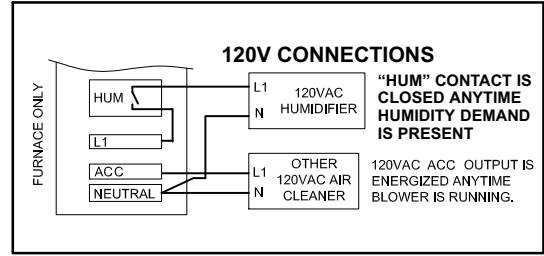 120V CONNECTIONS
FURNACE ONLY
HUM
L1
ACC
NEUTRAL
L1
N
120VAC
HUMIDIFIER
"HUM" CONTACT IS
CLOSED ANYTIME
HUMIDITY DEMAND
IS PRESENT
L1
N
OTHER
120VAC AIR
CLEANER
120VAC ACC OUTPUT IS
ENERGIZED ANYTIME
BLOWER IS RUNNING.